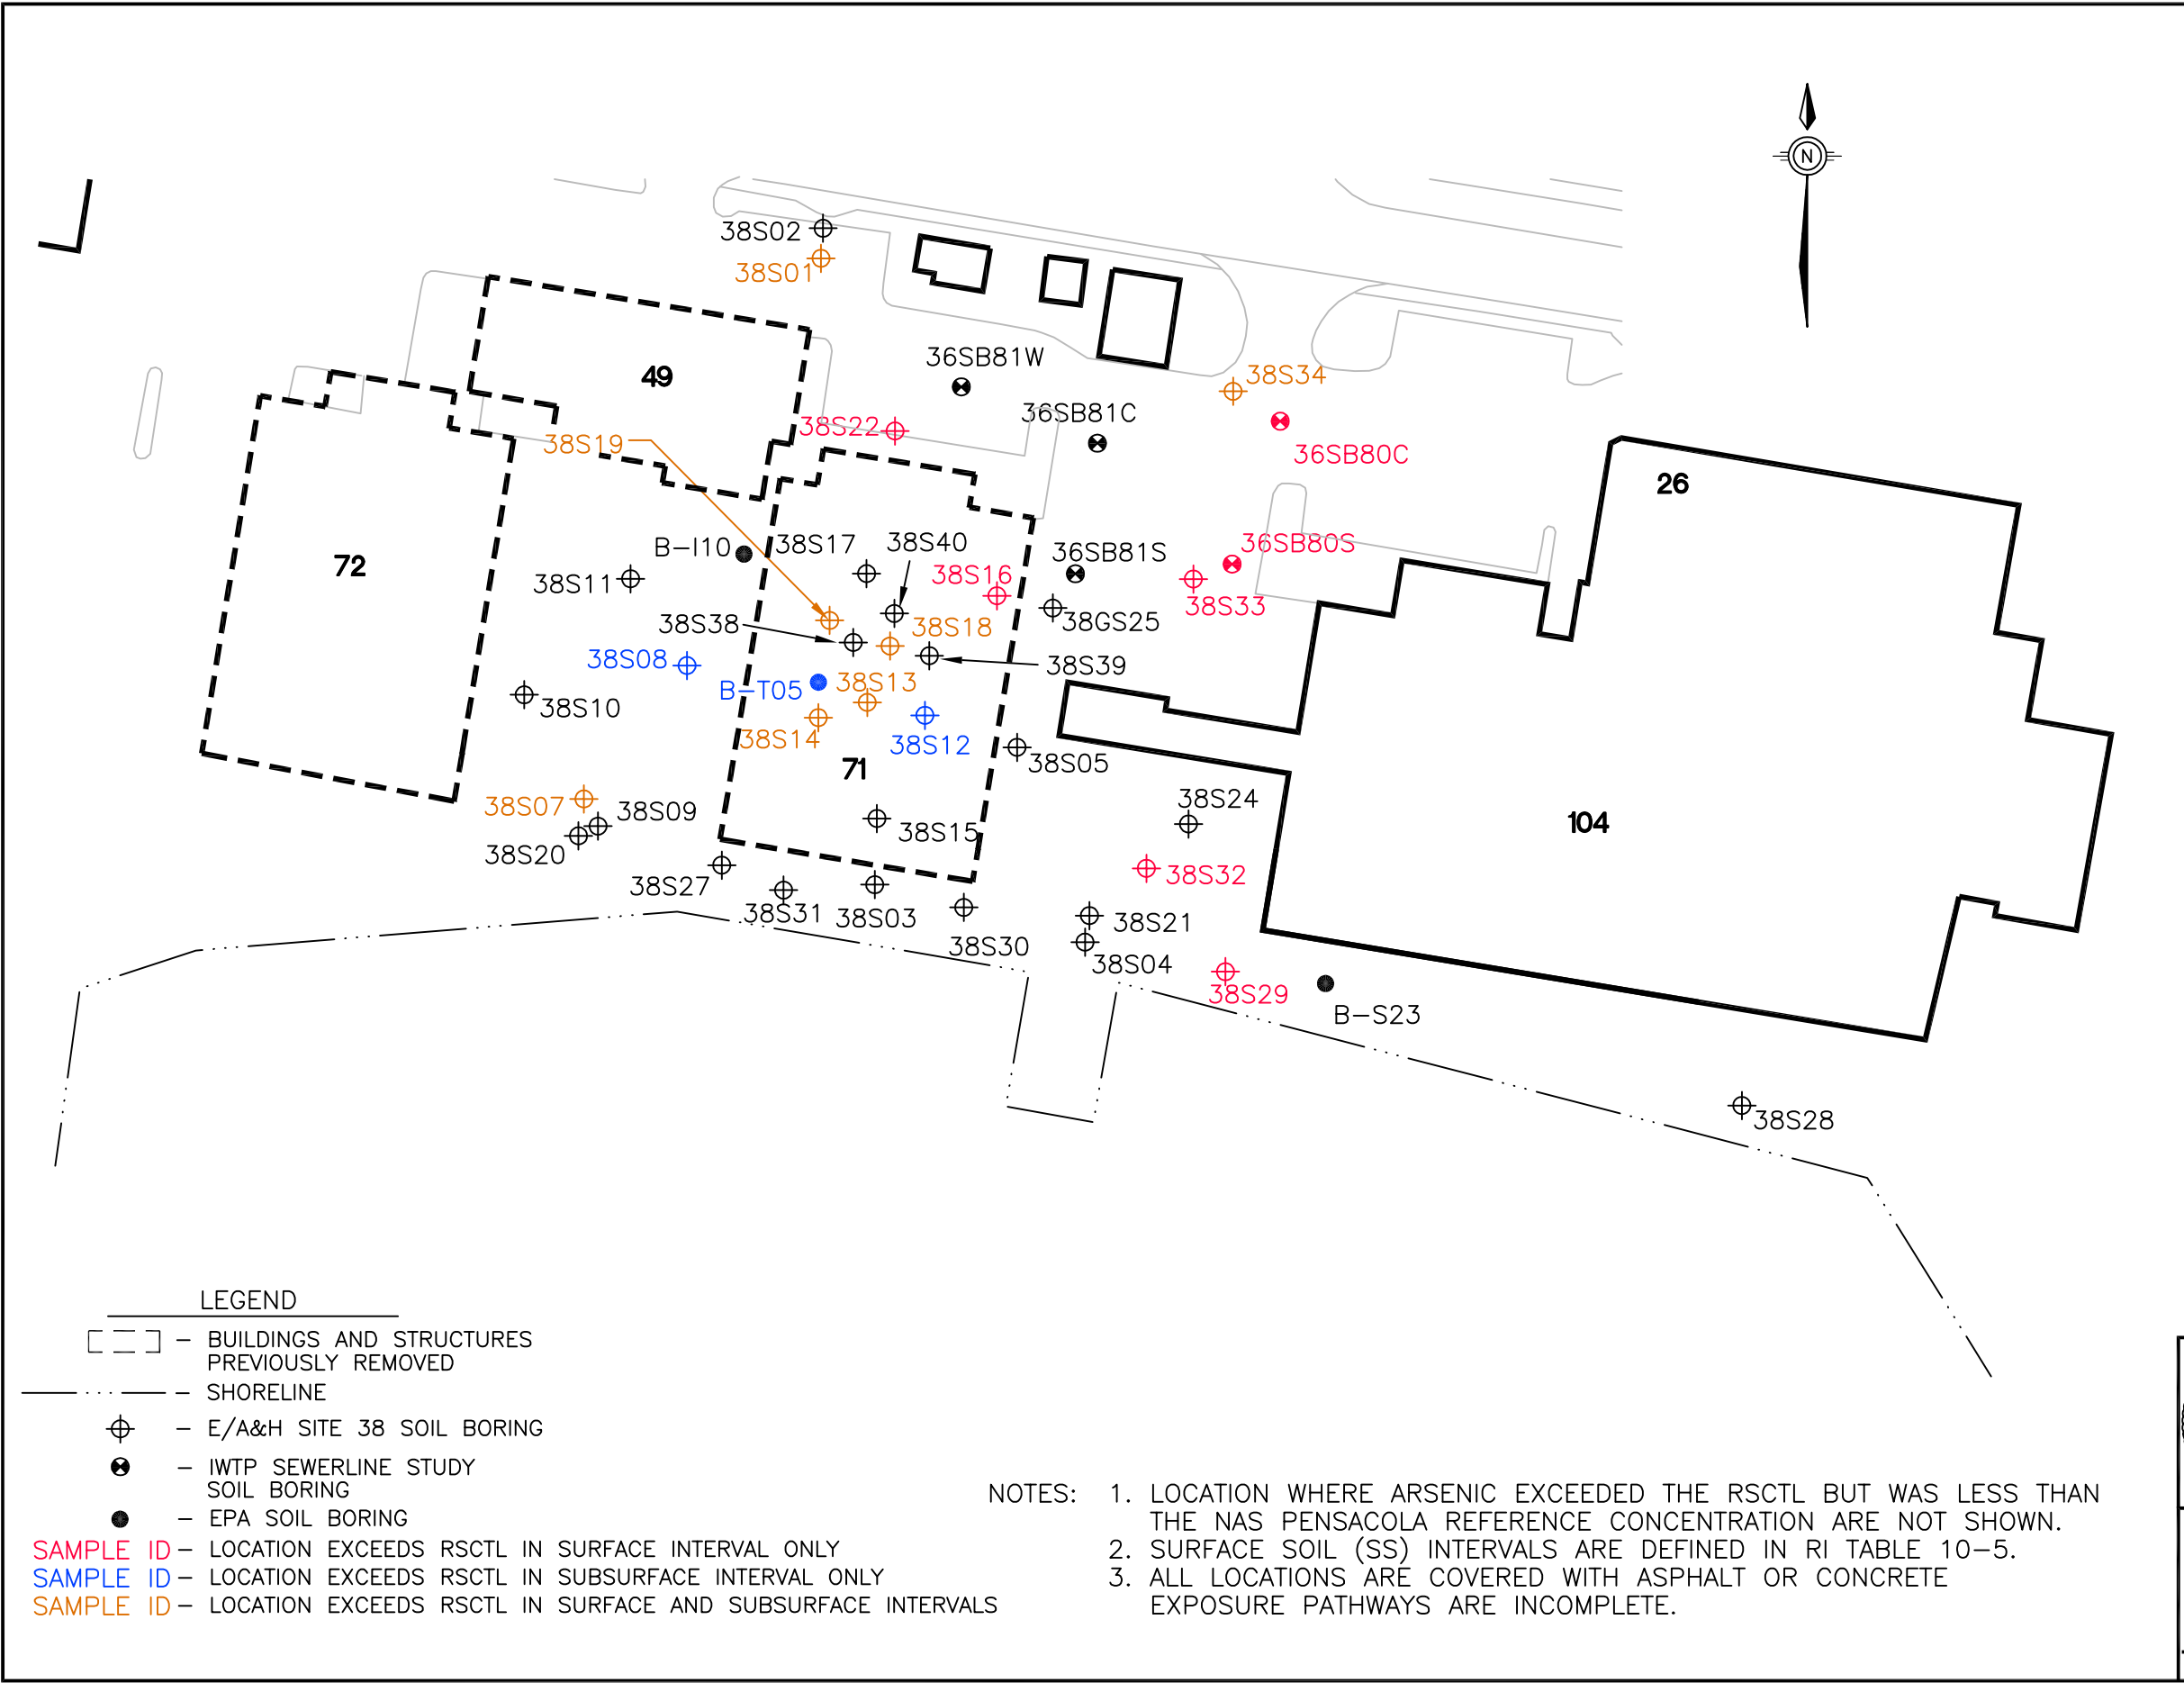 N
38S02
38S01
36SB81W
49
38S34
36SB81C
38S22
38S19
36SB80C
26
B-I10
38S17
38S40
36SB81S
36SB80S
72
38S11
38S16
38S33
38GS25
38S38
38S18
38S08
38S39
B-T05
38S13
38S10
38S14
38S12
71
38S05
38S07
38S09
38S24
104
38S20
38S15
38S27
38S32
38S31
38S03
38S21
38S30
38S04
38S29
B-S23
38S28
LEGEND
- BUILDINGS AND STRUCTURES
PREVIOUSLY REMOVED
- SHORELINE
- E/A&H SITE 38 SOIL BORING
- IWTP SEWERLINE STUDY
SOIL BORING
- EPA SOIL BORING
SAMPLE ID - LOCATION EXCEEDS RSCTL IN SURFACE INTERVAL ONLY
SAMPLE ID - LOCATION EXCEEDS RSCTL IN SUBSURFACE INTERVAL ONLY
SAMPLE ID - LOCATION EXCEEDS RSCTL IN SURFACE AND SUBSURFACE INTERVALS
NOTES: 1. LOCATION WHERE ARSENIC EXCEEDED THE RSCTL BUT WAS LESS THAN
THE NAS PENSACOLA REFERENCE CONCENTRATION ARE NOT SHOWN.
2. SURFACE SOIL (SS) INTERVALS ARE DEFINED IN RI TABLE 10-5.
3. ALL LOCATIONS ARE COVERED WITH ASPHALT OR CONCRETE
EXPOSURE PATHWAYS ARE INCOMPLETE.